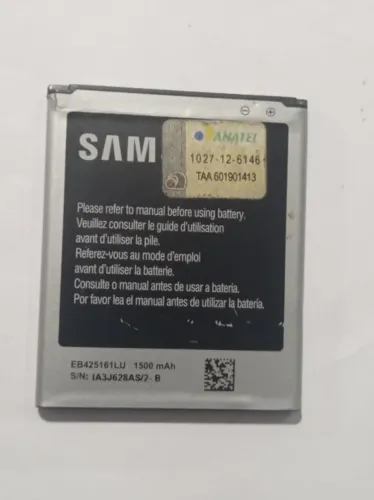 SAM
ANATEL
1027-12-6146
TAA 601901413
Please refer to manual before using battery.
Veuillez consulter le guide d'utilisation
avant d'utiliser la pile.
Referez-vous au mode d'emploi
avant d'utiliser la batterie.
Consulte o manual antes de usar a bateria.
Por favor lea el manual antes de utilizar la bateria.
EB425161LU 1500 mAh
S/N: IA3J628AS/2- B